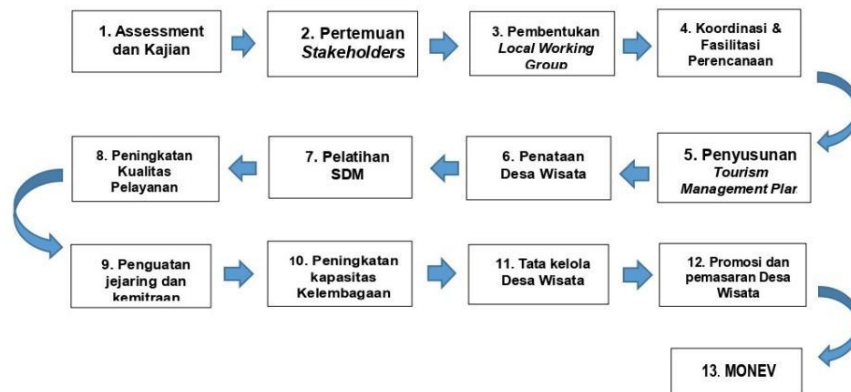 1. Assessment
dan Kajian
2. Pertemuan
Stakeholders
3. Pembentukan
Local Working
Group
4. Koordinasi &
Fasilitasi
Perencanaan
5. Penyusunan
Tourism
Management Plan
6. Penataan
Desa Wisata
7. Pelatihan
SDM
8. Peningkatan
Kualitas
Pelayanan
9. Penguatan
jejaring dan
kemitraan
10. Peningkatan
kapasitas
Kelembagaan
11. Tata kelola
Desa Wisata
12. Promosi dan
pemasaran Desa
Wisata
13. MONEV